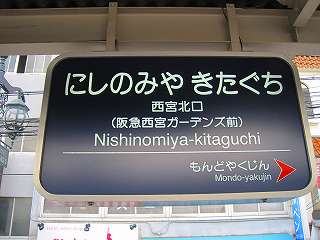 にしのみや きたぐち
西宮北口
(阪急西宮ガーデンズ前)
Nishinomiya-kitaguchi
もんどやくじん
Mondo-yakujin